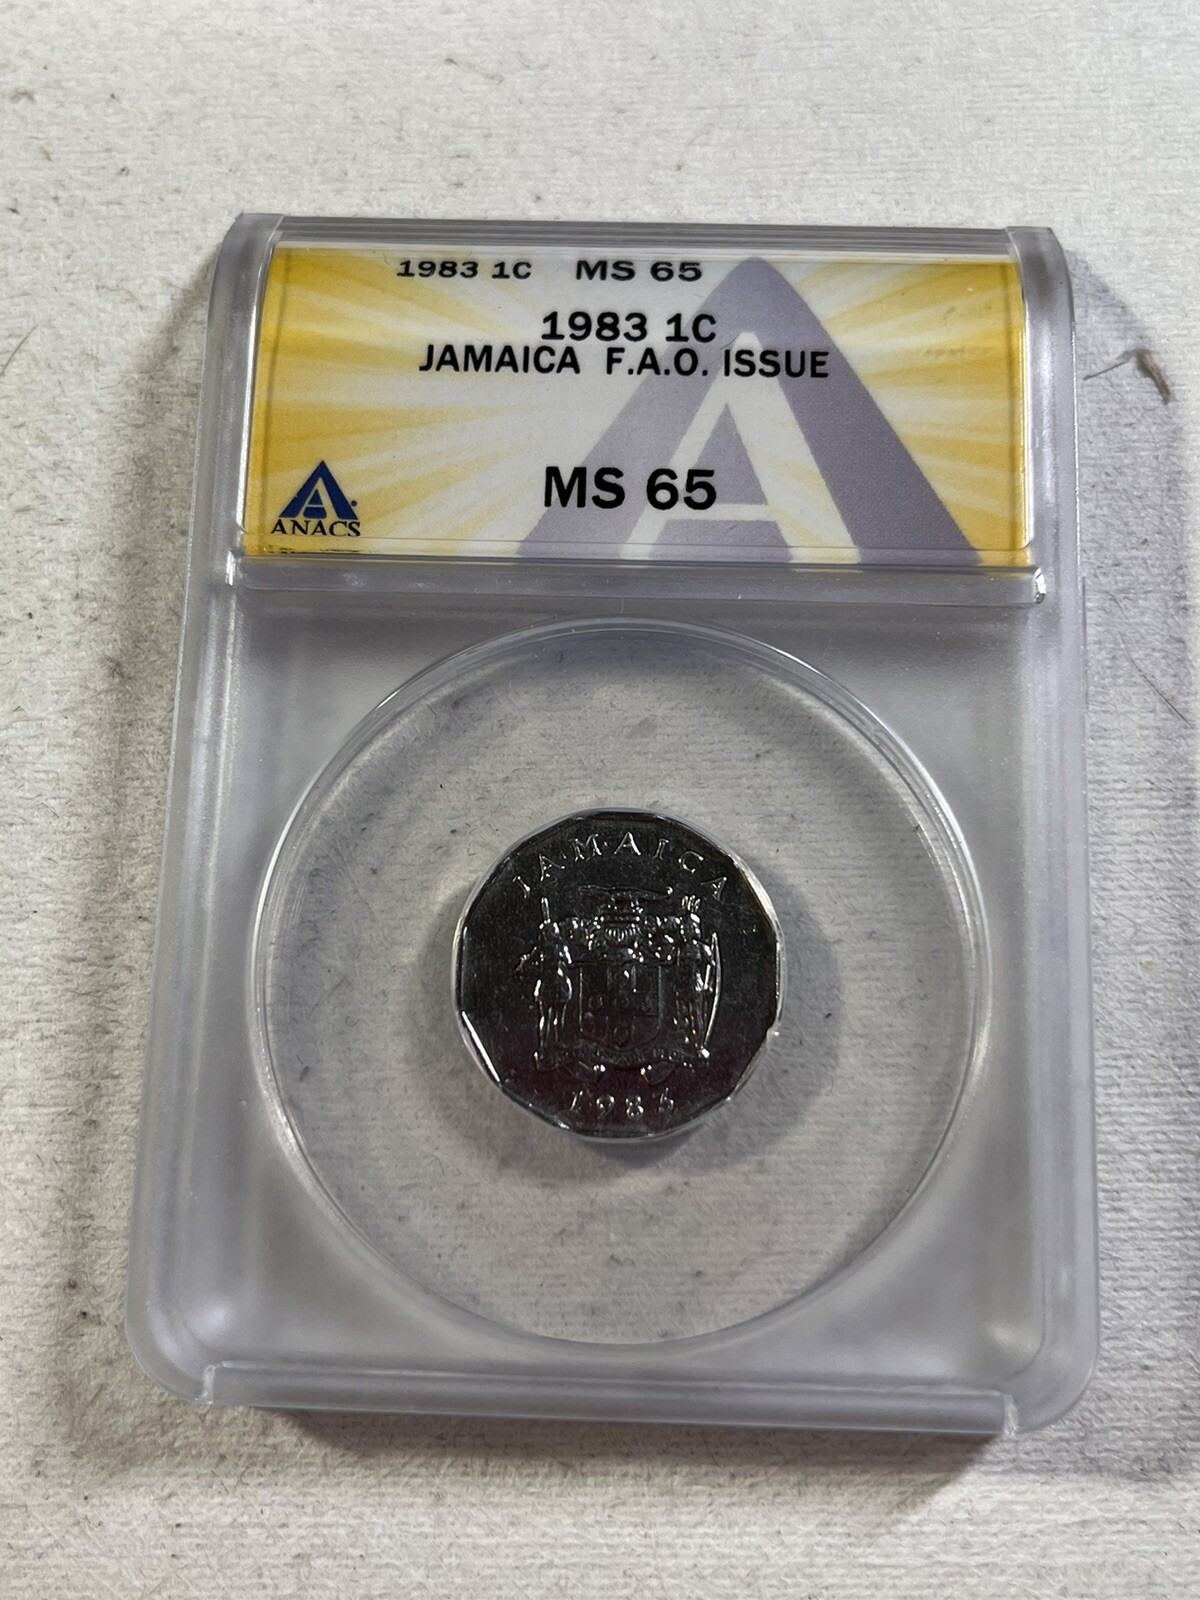 1983 1C MS 65
1983 1C
JAMAICA F.A.O. ISSUE
MS 65
ANACS
JAMAICA